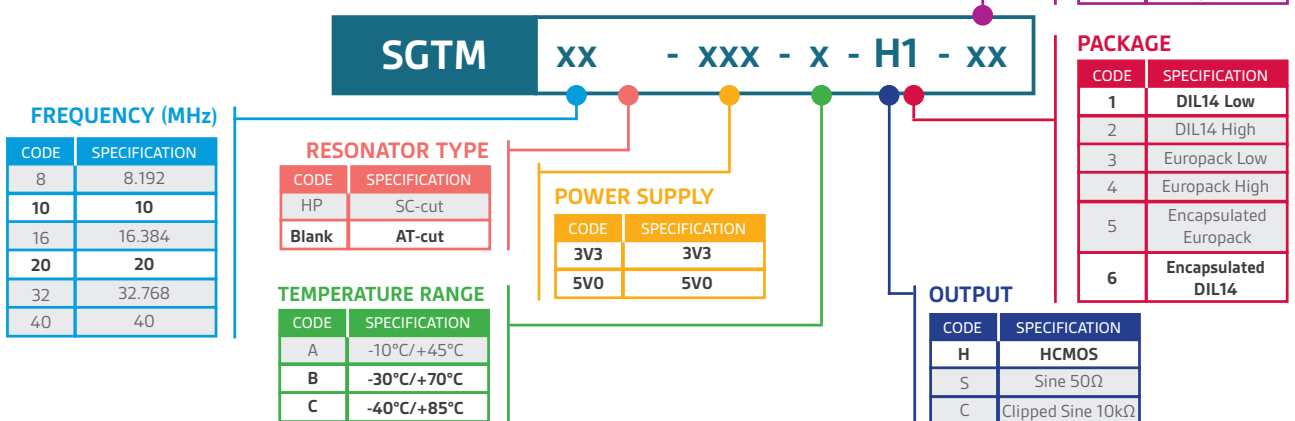 SGTM xx - xxx - x - H1 - xx
FREQUENCY (MHz)
CODE SPECIFICATION
8 8.192
10 10
16 16.384
20 20
32 32.768
40 40
RESONATOR TYPE
CODE SPECIFICATION
HP SC-cut
Blank AT-cut
POWER SUPPLY
CODE SPECIFICATION
3V3 3V3
5V0 5V0
TEMPERATURE RANGE
CODE SPECIFICATION
A -10°C/+45°C
B -30°C/+70°C
C -40°C/+85°C
OUTPUT
CODE SPECIFICATION
H HCMOS
S Sine 50Ω
C Clipped Sine 10kΩ
PACKAGE
CODE SPECIFICATION
1 DIL14 Low
2 DIL14 High
3 Europack Low
4 Europack High
5 Encapsulated
Europack
6 Encapsulated
DIL14